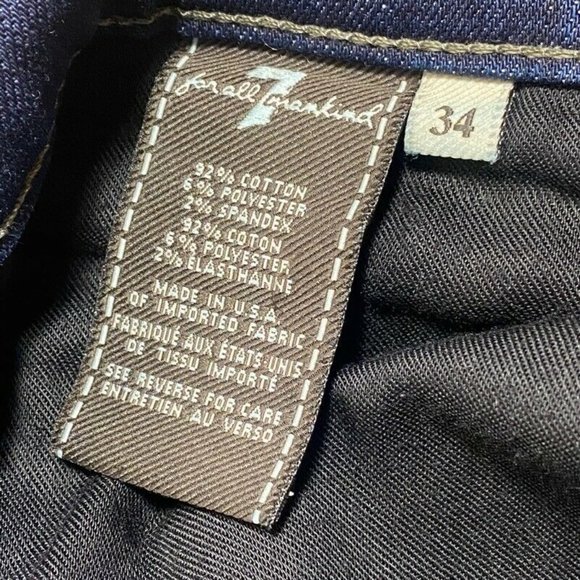 7
for all mankind
34
92% COTTON
6% POLYESTER
2% SPANDEX
92% COTON
6% POLYESTER
2% ÉLASTHANNE
MADE IN U.S.A
OF IMPORTED FABRIC
FABRIQUÉ AUX ÉTATS-UNIS
DE TISSU IMPORTÉ
SEE REVERSE FOR CARE
ENTRETIEN AU VERSO